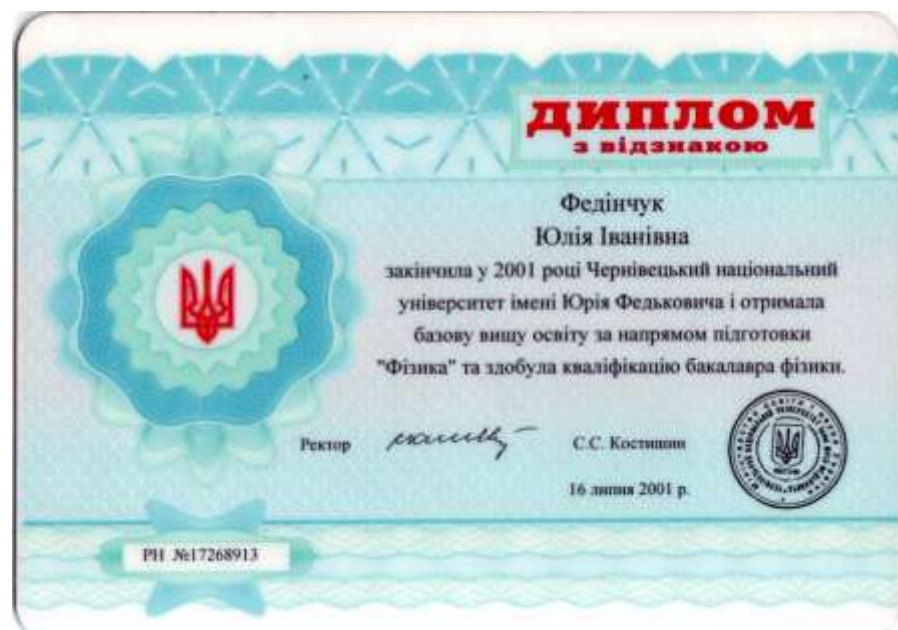 ДИПЛОМ
з відзнакою
Федінчук
Юлія Іванівна
закінчила у 2001 році Чернівецький національний
університет імені Юрія Федьковича і отримала
базову вищу освіту за напрямом підготовки
"Фізика" та здобула кваліфікацію бакалавра фізики.
Ректор
С.С. Костишин
16 липня 2001 р.
РН №17268913